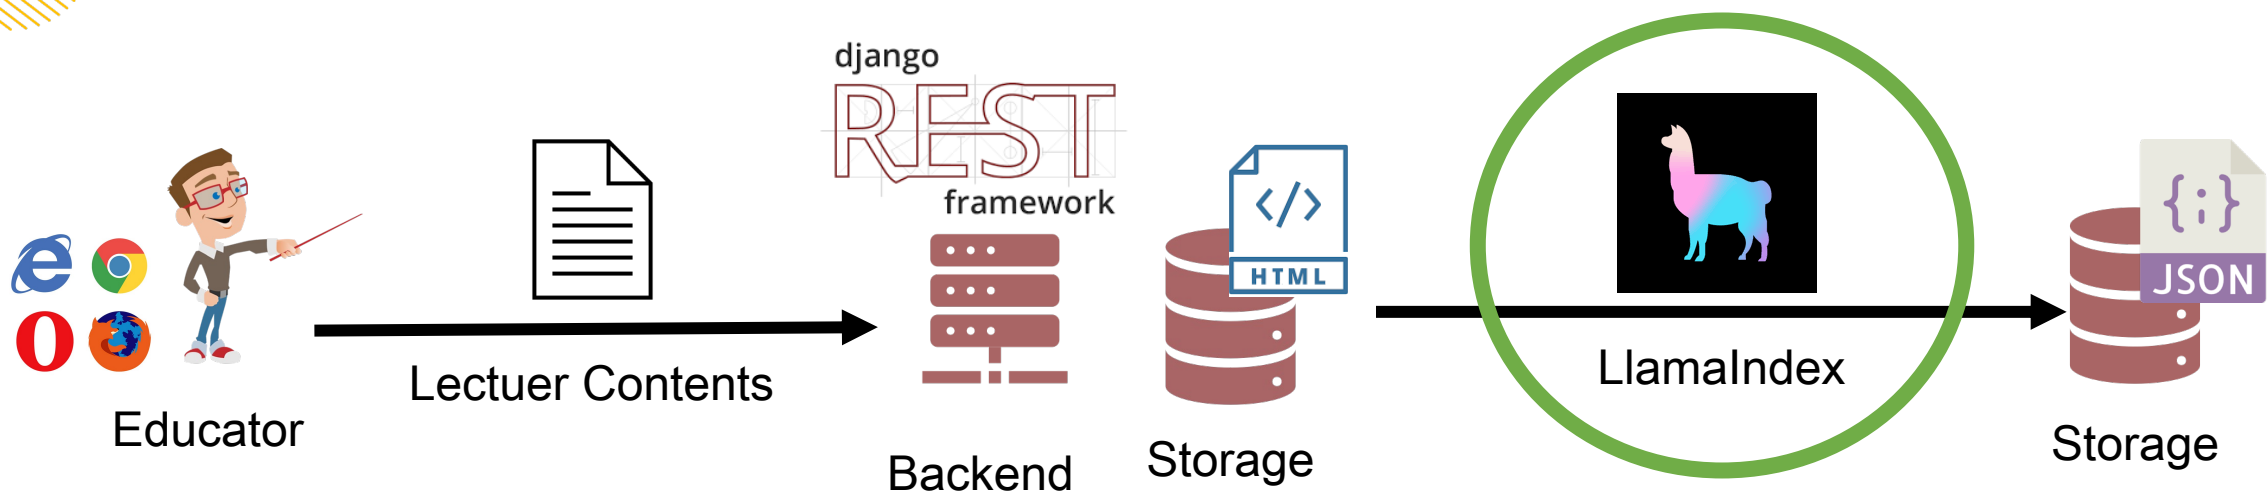 django
REST
framework
HTML
JSON
Lectuer Contents
LlamaIndex
Educator
Backend
Storage
Storage